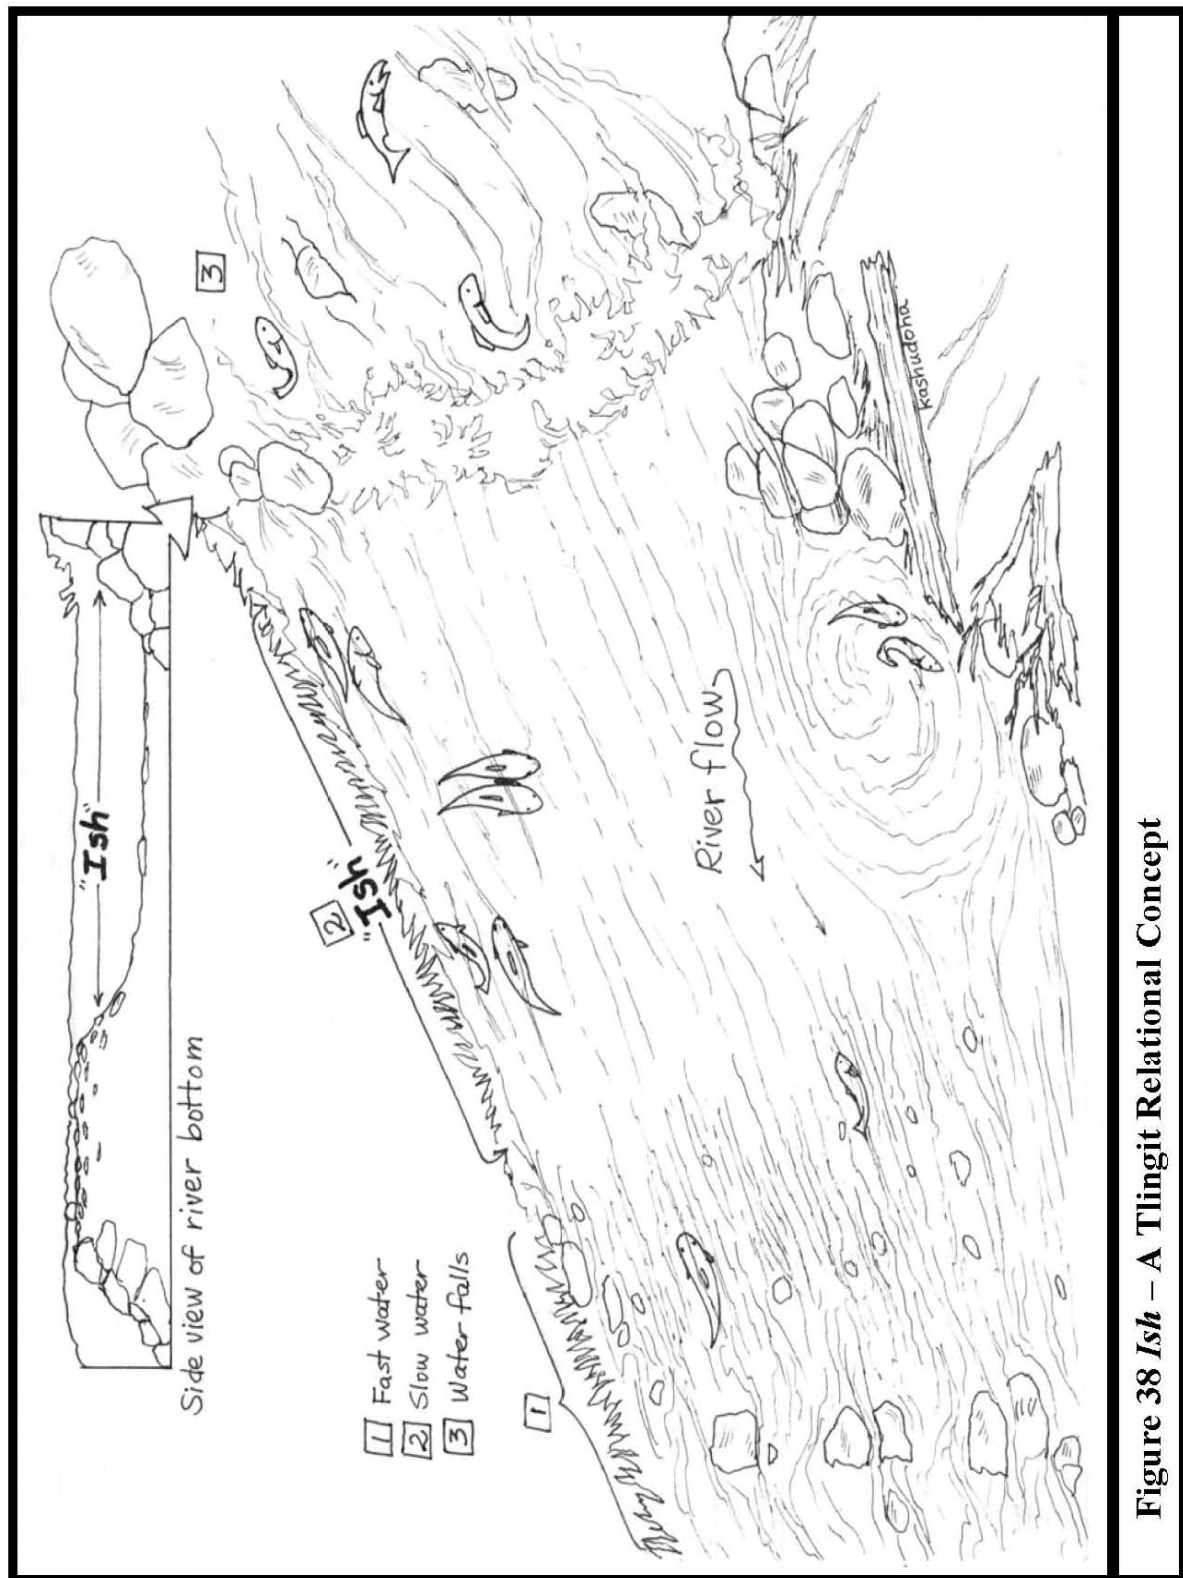 "Ish"
Side view of river bottom
3
2
"Ish"
1 Fast water
2 Slow water
3 Water falls
1
River flow
Kashudoha
Figure 38 Ish – A Tlingit Relational Concept